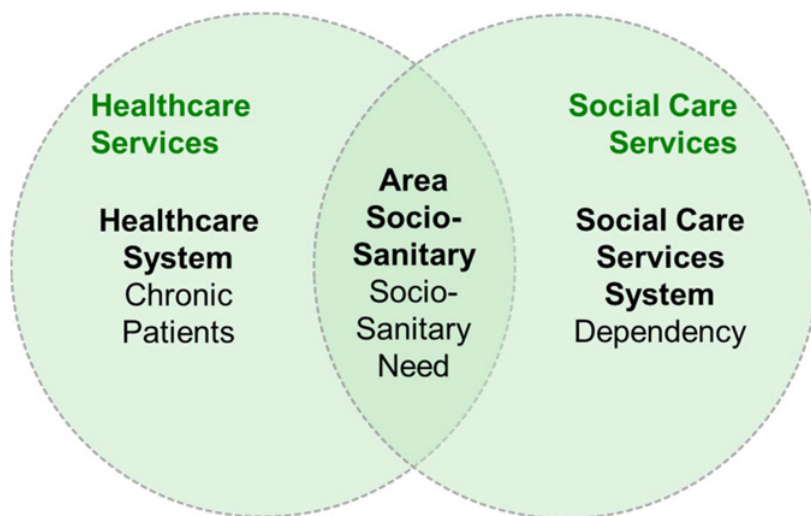 Healthcare
Services
Healthcare
System
Chronic
Patients
Area
Socio-
Sanitary
Socio-
Sanitary
Need
Social Care
Services
Social Care
Services
System
Dependency